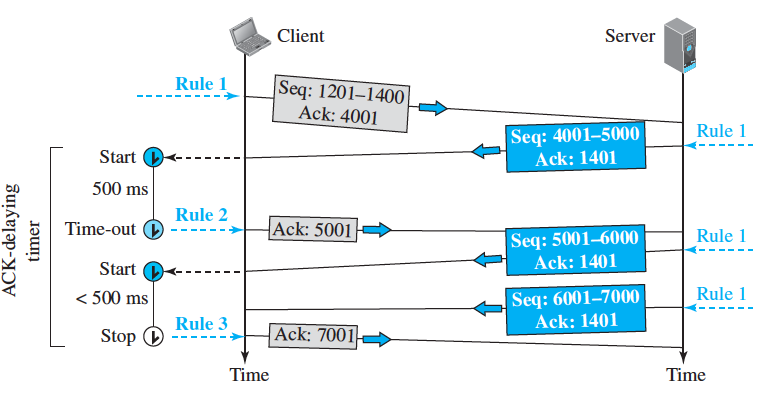 Client
Server
Rule 1
Seq: 1201–1400
Ack: 4001
Seq: 4001–5000
Ack: 1401
Rule 1
Start
500 ms
Time-out
Rule 2
Ack: 5001
Seq: 5001–6000
Ack: 1401
Rule 1
ACK-delaying
timer
Start
< 500 ms
Stop
Seq: 6001–7000
Ack: 1401
Rule 1
Rule 3
Ack: 7001
Time
Time